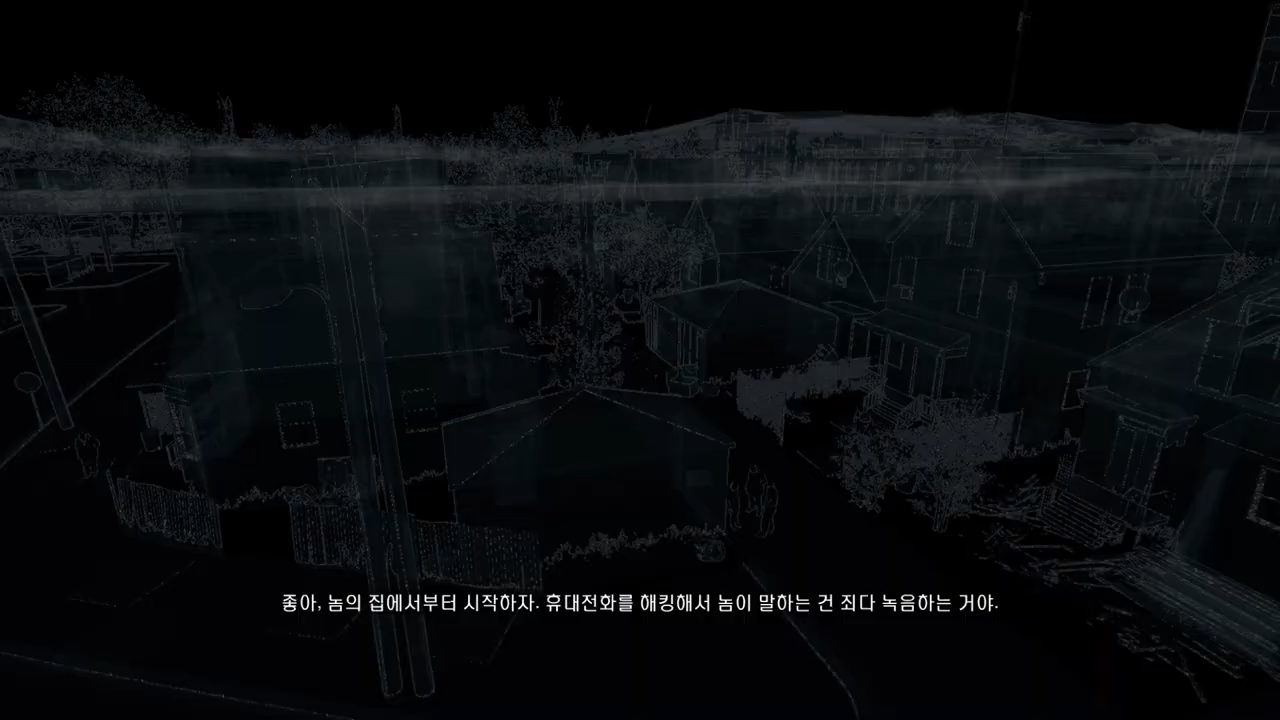 좋아, 놈의 집에서부터 시작하자. 휴대전화를 해킹해서 놈이 말하는 건 죄다 녹음하는 거야.